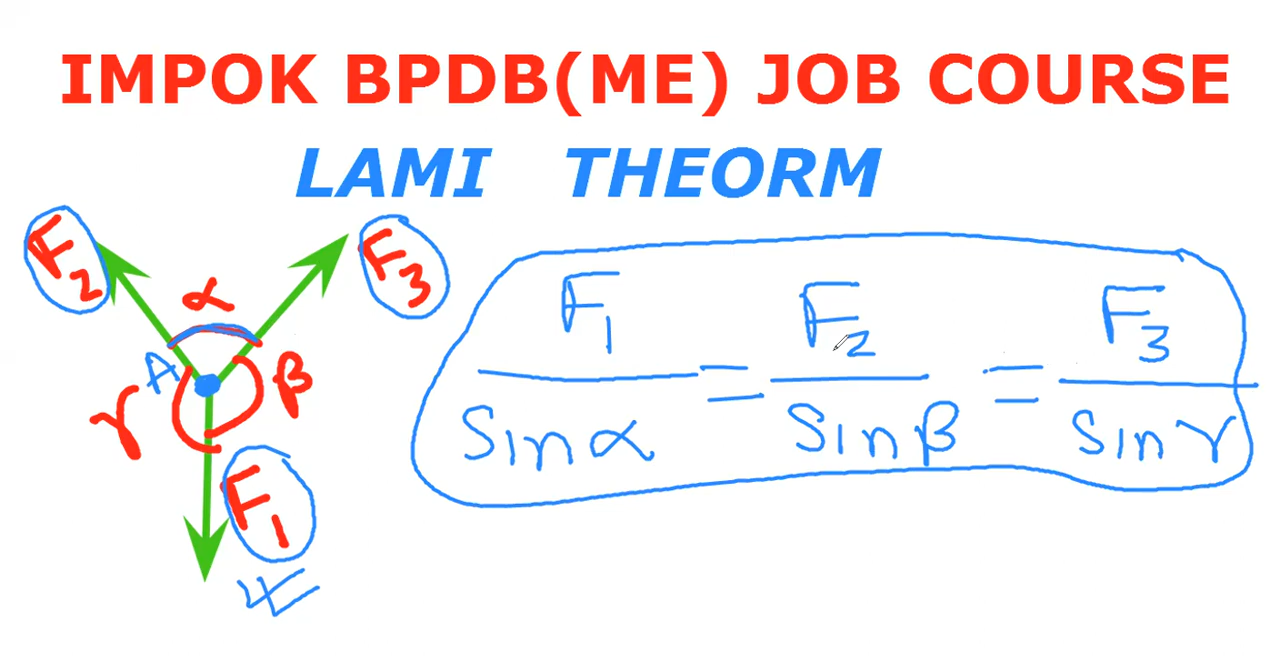 IMPOK BPDB(ME) JOB COURSE
LAMI THEORM
F2
F3
α
A
β
γ
F1
F1 / Sinα = F2 / Sinβ = F3 / Sinγ